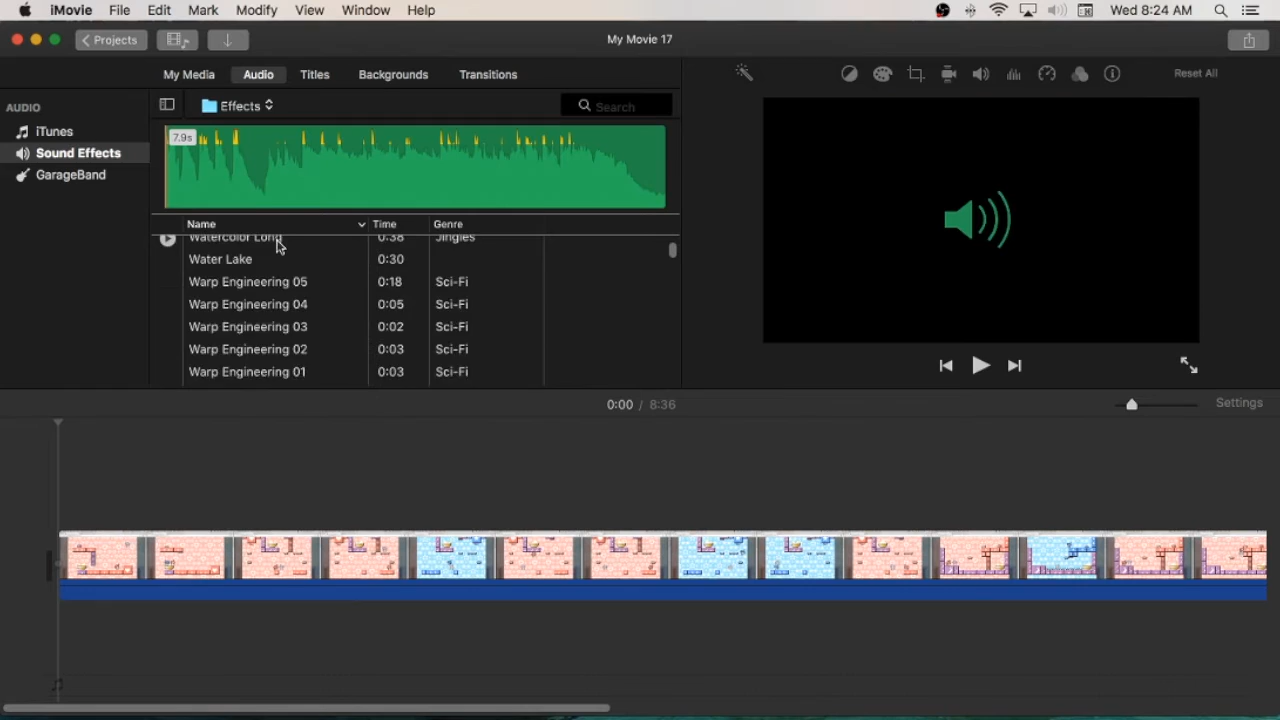 iMovie File Edit Mark Modify View Window Help Wed 8:24 AM
Projects My Movie 17
My Media Audio Titles Backgrounds Transitions Reset All
AUDIO
iTunes
Sound Effects
GarageBand
Effects Search
7.9s
Name Time Genre
Watercolor Long 0:38 Jingles
Water Lake 0:30
Warp Engineering 05 0:18 Sci-Fi
Warp Engineering 04 0:05 Sci-Fi
Warp Engineering 03 0:02 Sci-Fi
Warp Engineering 02 0:03 Sci-Fi
Warp Engineering 01 0:03 Sci-Fi
0:00 / 8:36 Settings